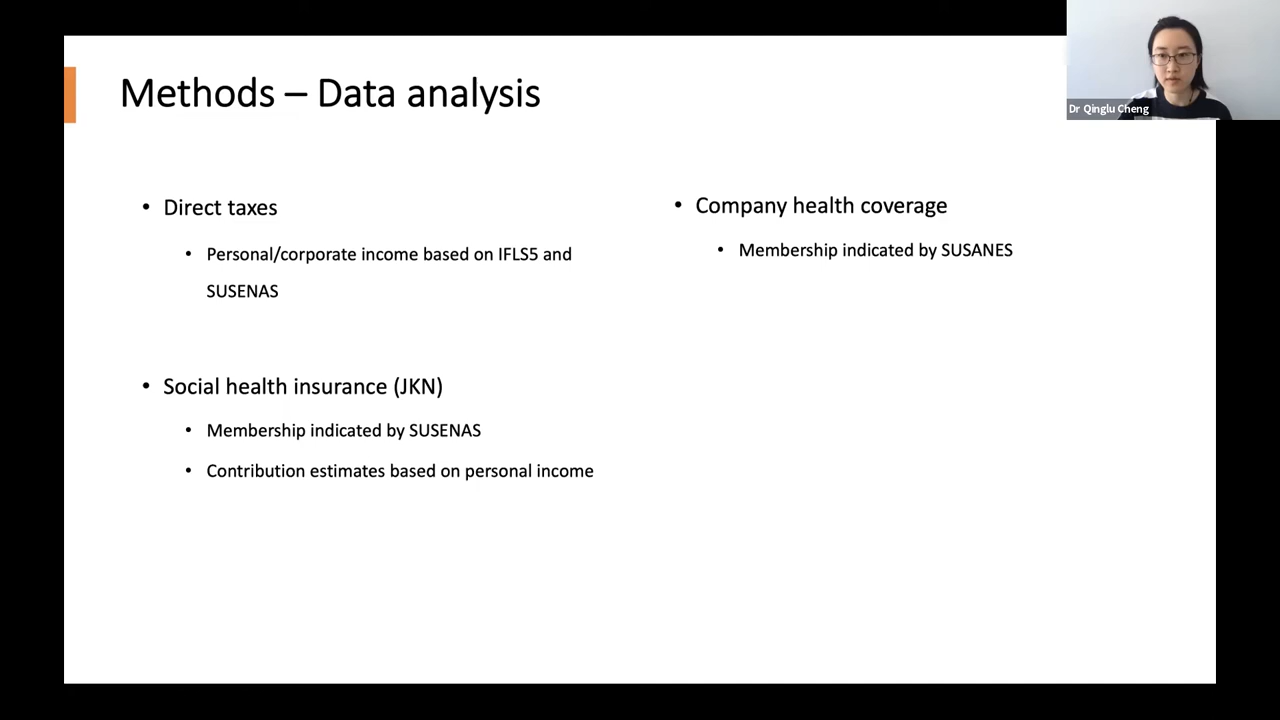 Methods – Data analysis
Dr Qinglu Cheng
• Direct taxes
• Personal/corporate income based on IFLS5 and
SUSENAS
• Social health insurance (JKN)
• Membership indicated by SUSENAS
• Contribution estimates based on personal income
• Company health coverage
• Membership indicated by SUSANES